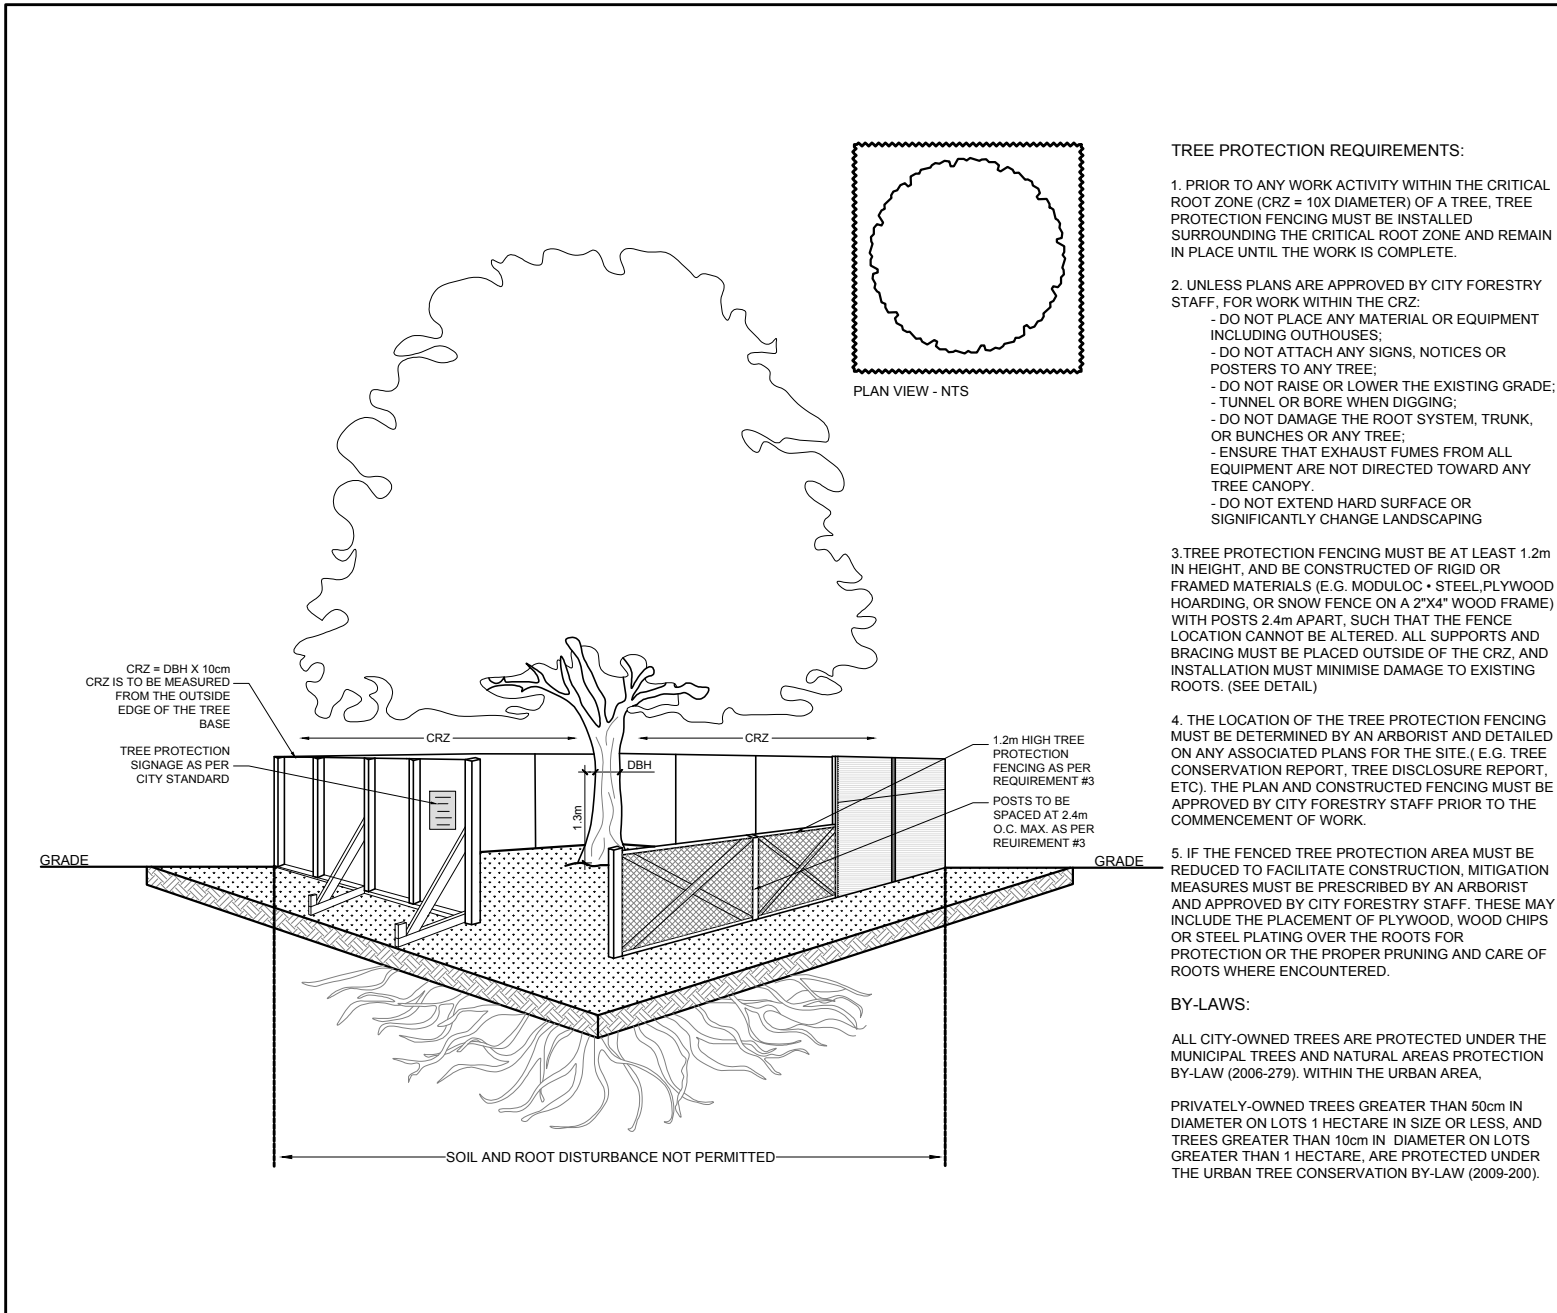 PLAN VIEW - NTS
CRZ = DBH X 10cm
CRZ IS TO BE MEASURED
FROM THE OUTSIDE
EDGE OF THE TREE
BASE
TREE PROTECTION
SIGNAGE AS PER
CITY STANDARD
CRZ
CRZ
DBH
1.3m
1.2m HIGH TREE
PROTECTION
FENCING AS PER
REQUIREMENT #3
POSTS TO BE
SPACED AT 2.4m
O.C. MAX. AS PER
REUIREMENT #3
GRADE
GRADE
SOIL AND ROOT DISTURBANCE NOT PERMITTED
TREE PROTECTION REQUIREMENTS:
1. PRIOR TO ANY WORK ACTIVITY WITHIN THE CRITICAL
ROOT ZONE (CRZ = 10X DIAMETER) OF A TREE, TREE
PROTECTION FENCING MUST BE INSTALLED
SURROUNDING THE CRITICAL ROOT ZONE AND REMAIN
IN PLACE UNTIL THE WORK IS COMPLETE.
2. UNLESS PLANS ARE APPROVED BY CITY FORESTRY
STAFF, FOR WORK WITHIN THE CRZ:
- DO NOT PLACE ANY MATERIAL OR EQUIPMENT
INCLUDING OUTHOUSES;
- DO NOT ATTACH ANY SIGNS, NOTICES OR
POSTERS TO ANY TREE;
- DO NOT RAISE OR LOWER THE EXISTING GRADE;
- TUNNEL OR BORE WHEN DIGGING;
- DO NOT DAMAGE THE ROOT SYSTEM, TRUNK,
OR BUNCHES OR ANY TREE;
- ENSURE THAT EXHAUST FUMES FROM ALL
EQUIPMENT ARE NOT DIRECTED TOWARD ANY
TREE CANOPY.
- DO NOT EXTEND HARD SURFACE OR
SIGNIFICANTLY CHANGE LANDSCAPING
3.TREE PROTECTION FENCING MUST BE AT LEAST 1.2m
IN HEIGHT, AND BE CONSTRUCTED OF RIGID OR
FRAMED MATERIALS (E.G. MODULOC • STEEL,PLYWOOD
HOARDING, OR SNOW FENCE ON A 2"X4" WOOD FRAME)
WITH POSTS 2.4m APART, SUCH THAT THE FENCE
LOCATION CANNOT BE ALTERED. ALL SUPPORTS AND
BRACING MUST BE PLACED OUTSIDE OF THE CRZ, AND
INSTALLATION MUST MINIMISE DAMAGE TO EXISTING
ROOTS. (SEE DETAIL)
4. THE LOCATION OF THE TREE PROTECTION FENCING
MUST BE DETERMINED BY AN ARBORIST AND DETAILED
ON ANY ASSOCIATED PLANS FOR THE SITE.( E.G. TREE
CONSERVATION REPORT, TREE DISCLOSURE REPORT,
ETC). THE PLAN AND CONSTRUCTED FENCING MUST BE
APPROVED BY CITY FORESTRY STAFF PRIOR TO THE
COMMENCEMENT OF WORK.
5. IF THE FENCED TREE PROTECTION AREA MUST BE
REDUCED TO FACILITATE CONSTRUCTION, MITIGATION
MEASURES MUST BE PRESCRIBED BY AN ARBORIST
AND APPROVED BY CITY FORESTRY STAFF. THESE MAY
INCLUDE THE PLACEMENT OF PLYWOOD, WOOD CHIPS
OR STEEL PLATING OVER THE ROOTS FOR
PROTECTION OR THE PROPER PRUNING AND CARE OF
ROOTS WHERE ENCOUNTERED.
BY-LAWS:
ALL CITY-OWNED TREES ARE PROTECTED UNDER THE
MUNICIPAL TREES AND NATURAL AREAS PROTECTION
BY-LAW (2006-279). WITHIN THE URBAN AREA,
PRIVATELY-OWNED TREES GREATER THAN 50cm IN
DIAMETER ON LOTS 1 HECTARE IN SIZE OR LESS, AND
TREES GREATER THAN 10cm IN DIAMETER ON LOTS
GREATER THAN 1 HECTARE, ARE PROTECTED UNDER
THE URBAN TREE CONSERVATION BY-LAW (2009-200).